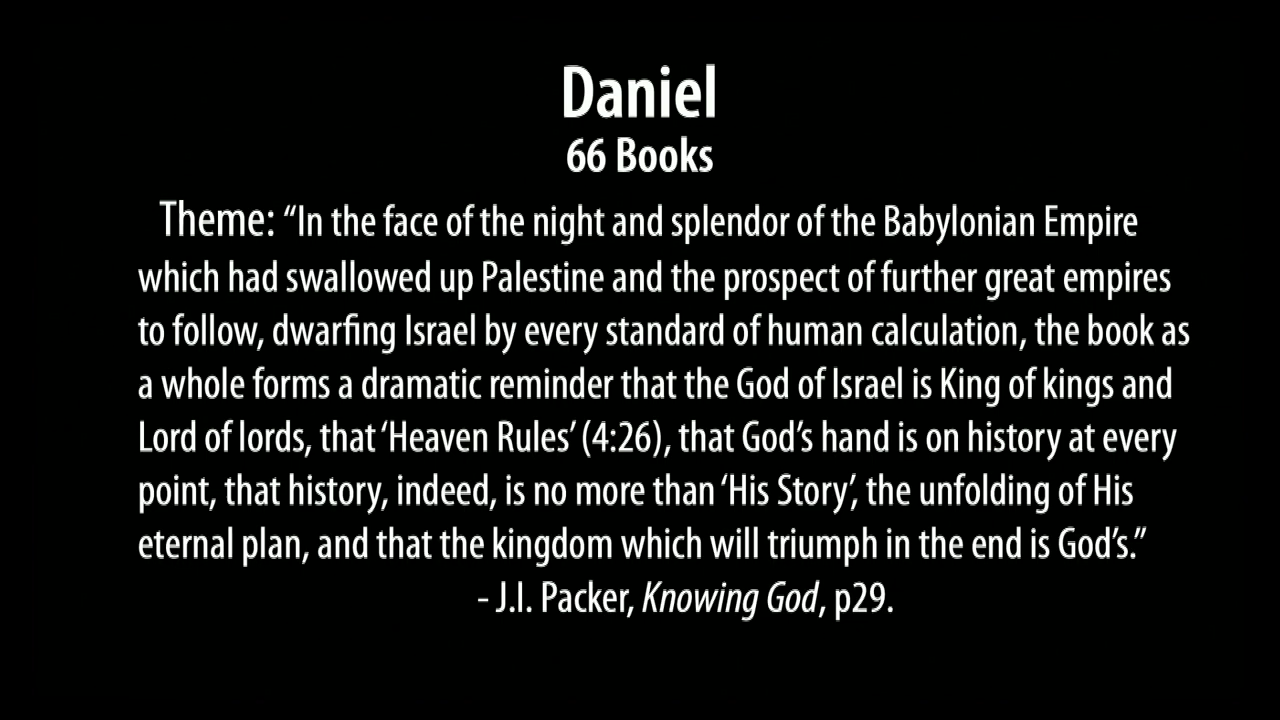 Daniel
66 Books
Theme: “In the face of the night and splendor of the Babylonian Empire
which had swallowed up Palestine and the prospect of further great empires
to follow, dwarfing Israel by every standard of human calculation, the book as
a whole forms a dramatic reminder that the God of Israel is King of kings and
Lord of lords, that ‘Heaven Rules’ (4:26), that God’s hand is on history at every
point, that history, indeed, is no more than ‘His Story’, the unfolding of His
eternal plan, and that the kingdom which will triumph in the end is God’s.”
- J.I. Packer, Knowing God, p29.